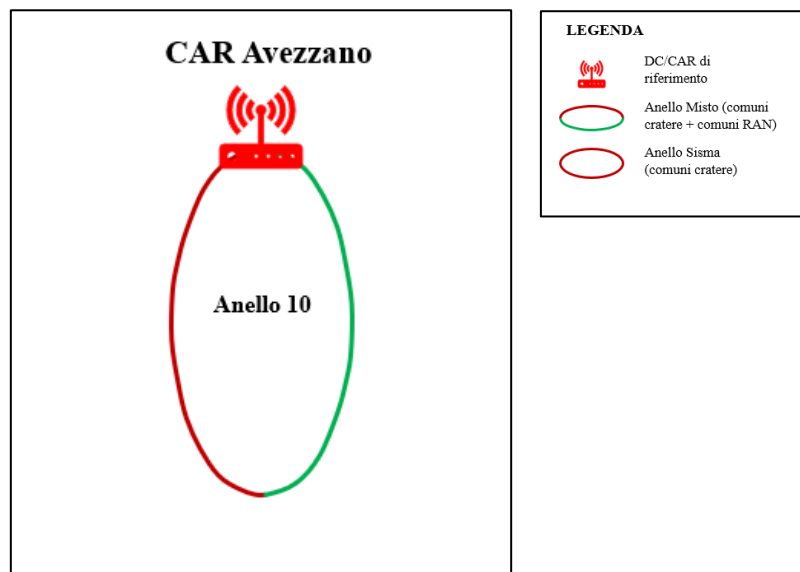 CAR Avezzano
Anello 10
LEGENDA
DC/CAR di
riferimento
Anello Misto (comuni
cratere + comuni RAN)
Anello Sisma
(comuni cratere)